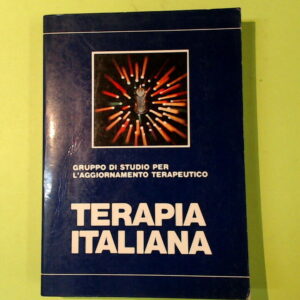 GRUPPO DI STUDIO PER
L'AGGIORNAMENTO TERAPEUTICO
TERAPIA
ITALIANA